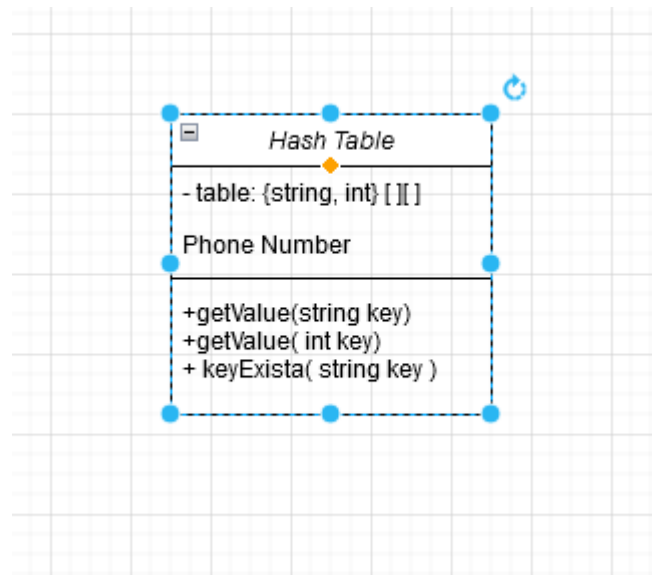 Hash Table
- table: {string, int} [ ][ ]
Phone Number
+getValue(string key)
+getValue( int key)
+ keyExista( string key )